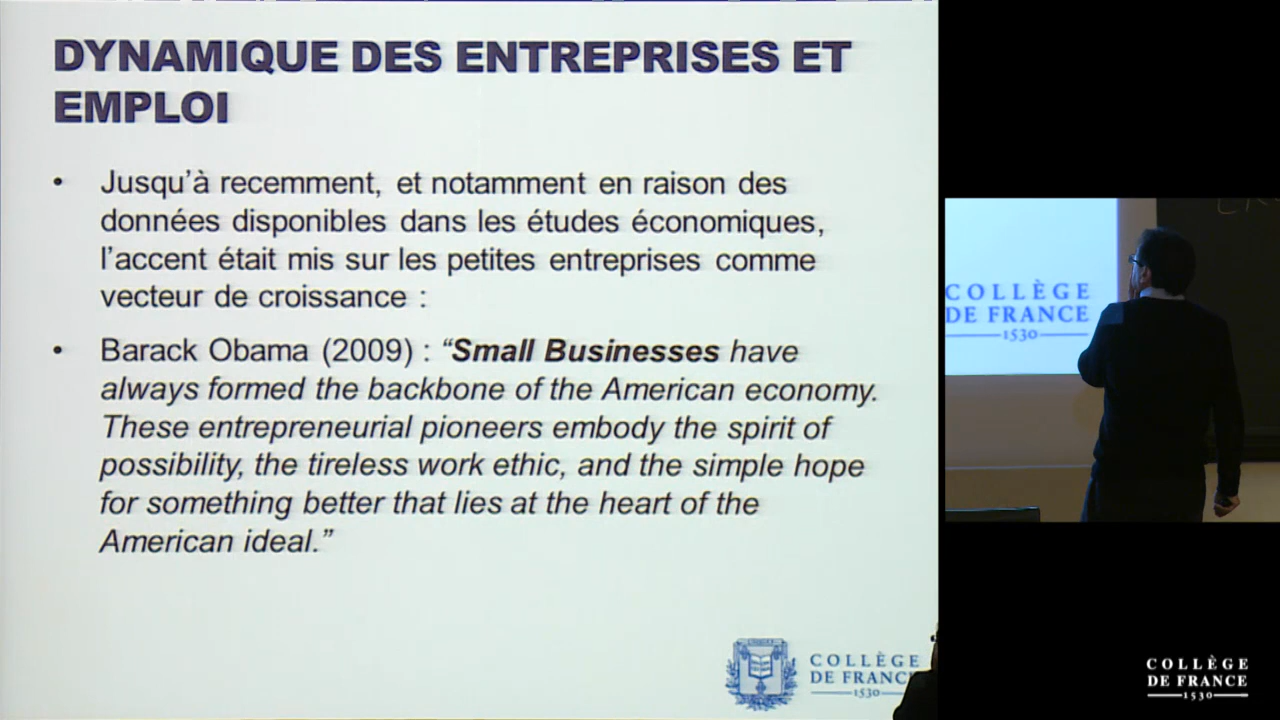 DYNAMIQUE DES ENTREPRISES ET
EMPLOI
• Jusqu'à recemment, et notamment en raison des
données disponibles dans les études économiques,
l'accent était mis sur les petites entreprises comme
vecteur de croissance :
• Barack Obama (2009) : “Small Businesses have
always formed the backbone of the American economy.
These entrepreneurial pioneers embody the spirit of
possibility, the tireless work ethic, and the simple hope
for something better that lies at the heart of the
American ideal.”
COLLÈGE
DE FRANC
1530
COLLÈGE
DE FRANCE
1530
COLLÈGE
DE FRANCE
1530